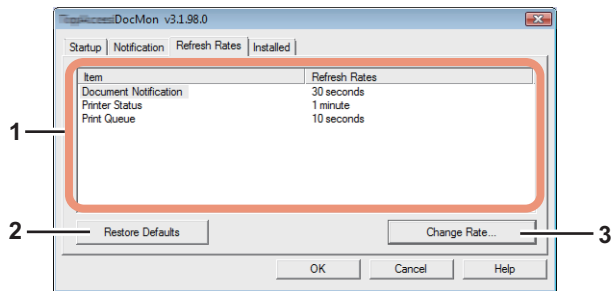 DocMon v3.1.98.0
Startup Notification Refresh Rates Installed
Item Refresh Rates
Document Notification 30 seconds
Printer Status 1 minute
Print Queue 10 seconds
1
2 Restore Defaults Change Rate... 3
OK Cancel Help